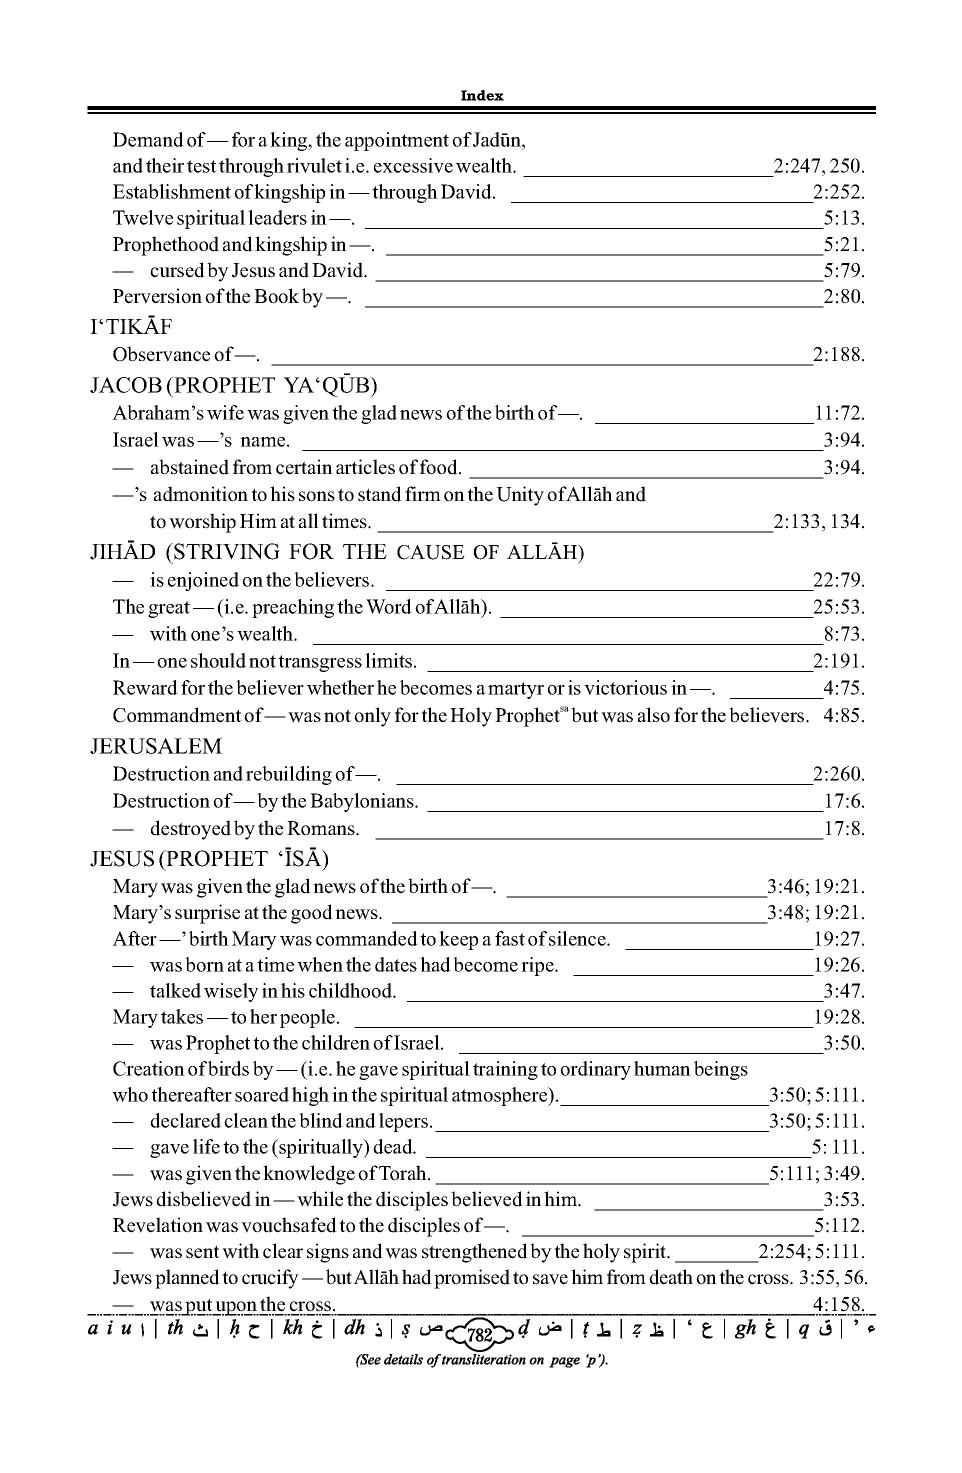 Index
Demand of — for a king, the appointment of Jadūn,
and their test through rivulet i.e. excessive wealth. 2:247, 250.
Establishment of kingship in — through David. 2:252.
Twelve spiritual leaders in —. 5:13.
Prophethood and kingship in —. 5:21.
— cursed by Jesus and David. 5:79.
Perversion of the Book by —. 2:80.
I‘TIKĀF
Observance of —. 2:188.
JACOB (PROPHET YA‘QŪB)
Abraham’s wife was given the glad news of the birth of —. 11:72.
Israel was —’s name. 3:94.
— abstained from certain articles of food. 3:94.
—’s admonition to his sons to stand firm on the Unity of Allāh and
to worship Him at all times. 2:133, 134.
JIHĀD (STRIVING FOR THE CAUSE OF ALLĀH)
— is enjoined on the believers. 22:79.
The great — (i.e. preaching the Word of Allāh). 25:53.
— with one’s wealth. 8:73.
In — one should not transgress limits. 2:191.
Reward for the believer whether he becomes a martyr or is victorious in —. 4:75.
Commandment of — was not only for the Holy Prophetsa but was also for the believers. 4:85.
JERUSALEM
Destruction and rebuilding of —. 2:260.
Destruction of — by the Babylonians. 17:6.
— destroyed by the Romans. 17:8.
JESUS (PROPHET ‘ĪSĀ)
Mary was given the glad news of the birth of —. 3:46; 19:21.
Mary’s surprise at the good news. 3:48; 19:21.
After —’ birth Mary was commanded to keep a fast of silence. 19:27.
— was born at a time when the dates had become ripe. 19:26.
— talked wisely in his childhood. 3:47.
Mary takes — to her people. 19:28.
— was Prophet to the children of Israel. 3:50.
Creation of birds by — (i.e. he gave spiritual training to ordinary human beings
who thereafter soared high in the spiritual atmosphere). 3:50; 5:111.
— declared clean the blind and lepers. 3:50; 5:111.
— gave life to the (spiritually) dead. 5: 111.
— was given the knowledge of Torah. 5:111; 3:49.
Jews disbelieved in — while the disciples believed in him. 3:53.
Revelation was vouchsafed to the disciples of —. 5:112.
— was sent with clear signs and was strengthened by the holy spirit. 2:254; 5:111.
Jews planned to crucify — but Allāh had promised to save him from death on the cross. 3:55, 56.
— was put upon the cross. 4:158.
a i u ا | th ث | ḥ ح | kh خ | dh ذ | ṣ ص 782 ḍ ض | ṭ ط | ẓ ظ | ‘ ع | gh غ | q ق | ’ ء
(See details of transliteration on page ‘p’).